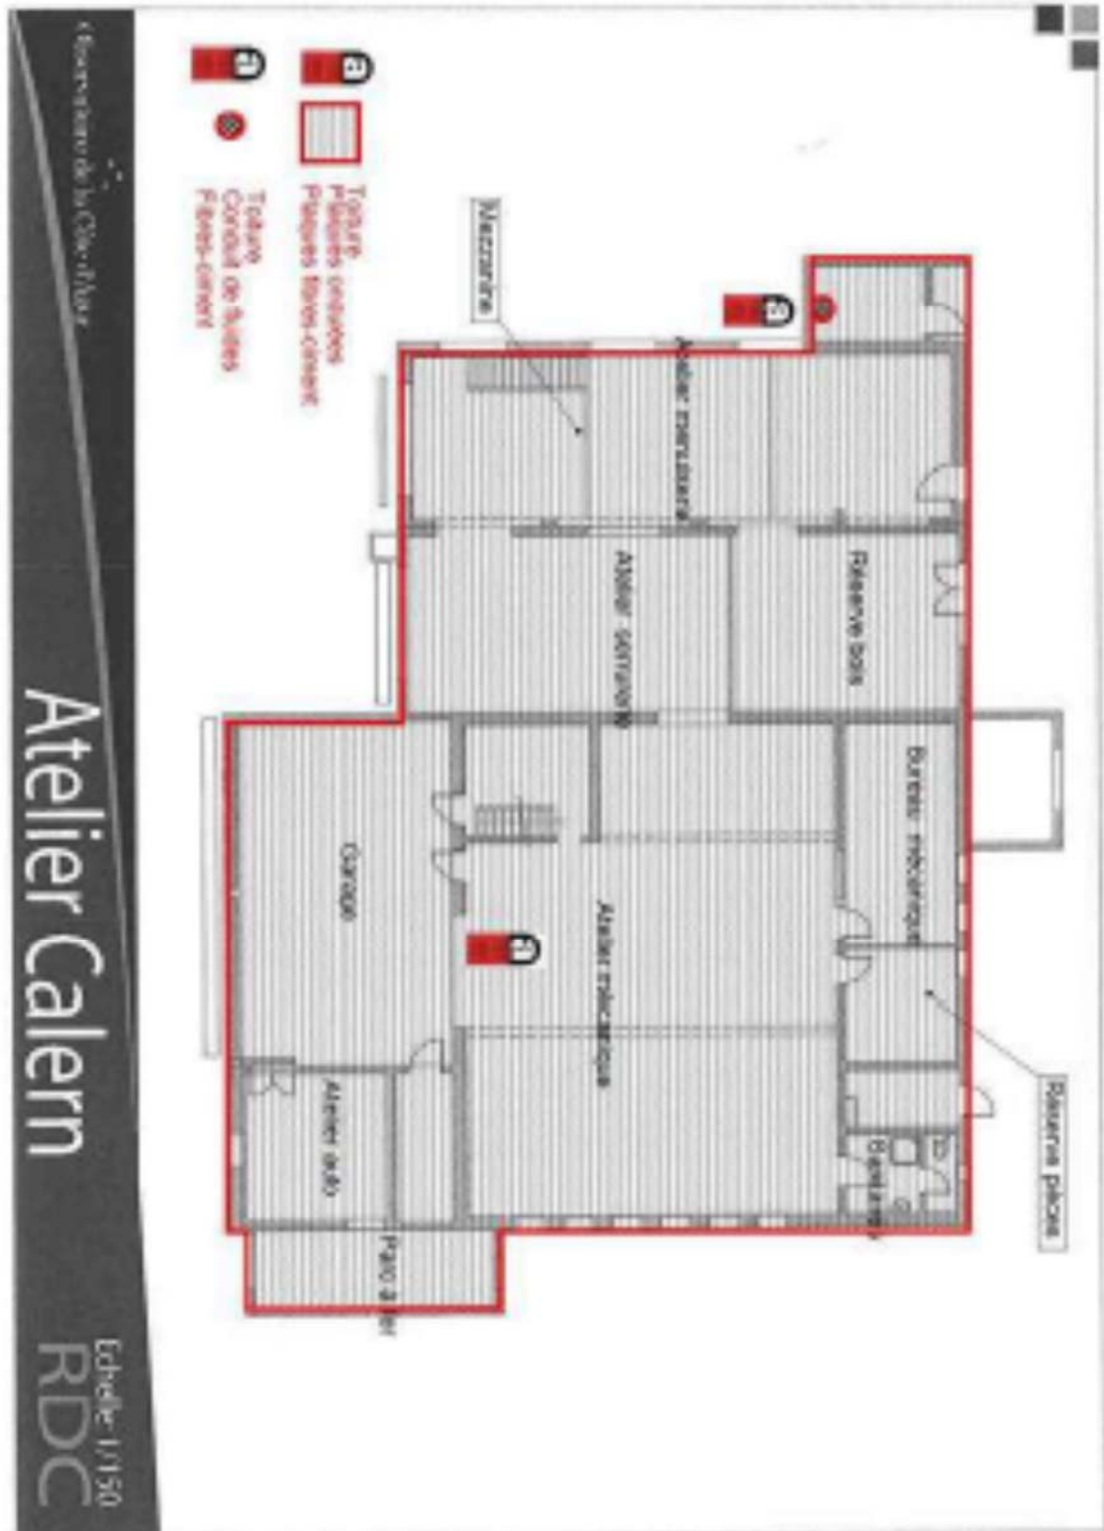 Observatoire de la Côte d'Azur
Atelier Calern
Echelle 1/150
RDC
a
Toiture
Plaques ondulées
Plaques fibres-ciment
a
Toiture
Conduit de fluides
Fibres-ciment
Mezzanine
a
Atelier menuiserie
Réserve bois
Atelier serrurerie
Bureau mécanique
Garage
Atelier mécanique
a
Réserve pièces
Atelier auto
Sanitaires
Parc à fer